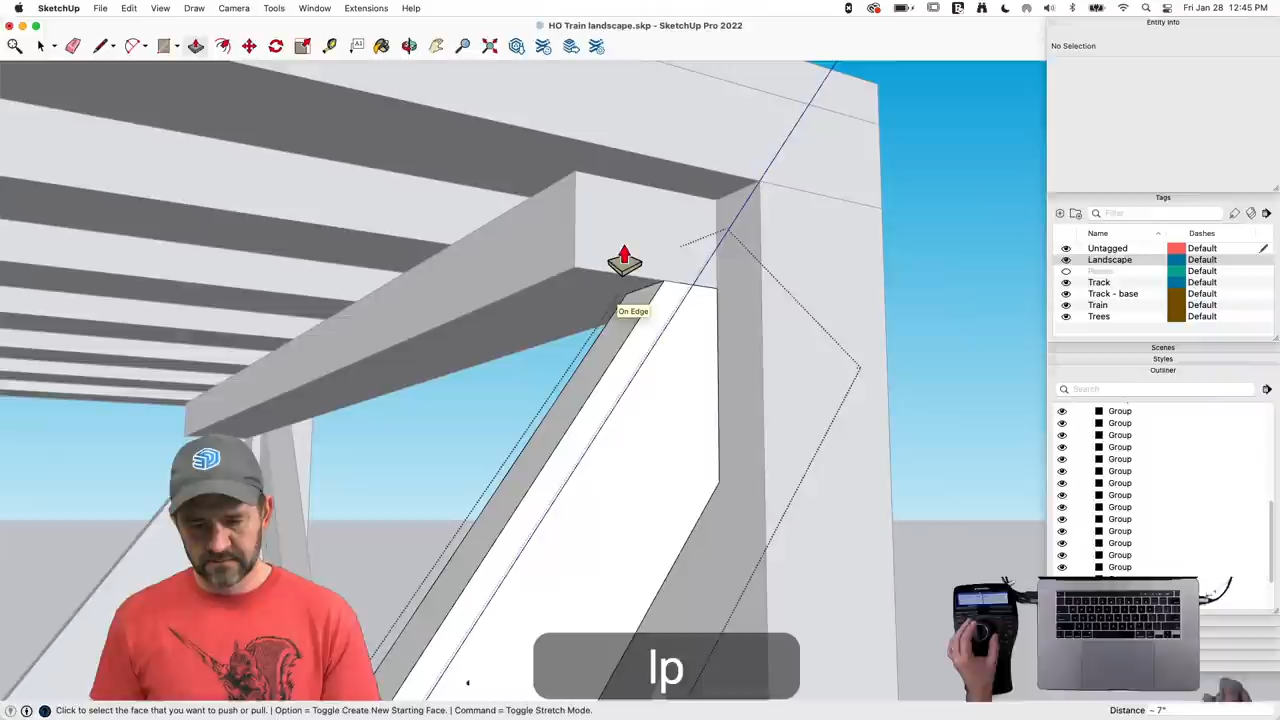 SketchUp File Edit View Draw Camera Tools Window Extensions Help
Fri Jan 28 12:45 PM
HO Train landscape.skp - SketchUp Pro 2022
Entity Info
No Selection
Tags
Filter
Name Dashes
Untagged Default
Landscape Default
Default
Track Default
Track - base Default
Train Default
Trees Default
Scenes
Styles
Outliner
Search
Group
Group
Group
Group
Group
Group
Group
Group
Group
Group
Group
Group
Group
Group
On Edge
lp
Click to select the face that you want to push or pull. | Option = Toggle Create New Starting Face. | Command = Toggle Stretch Mode.
Distance ~ 7"